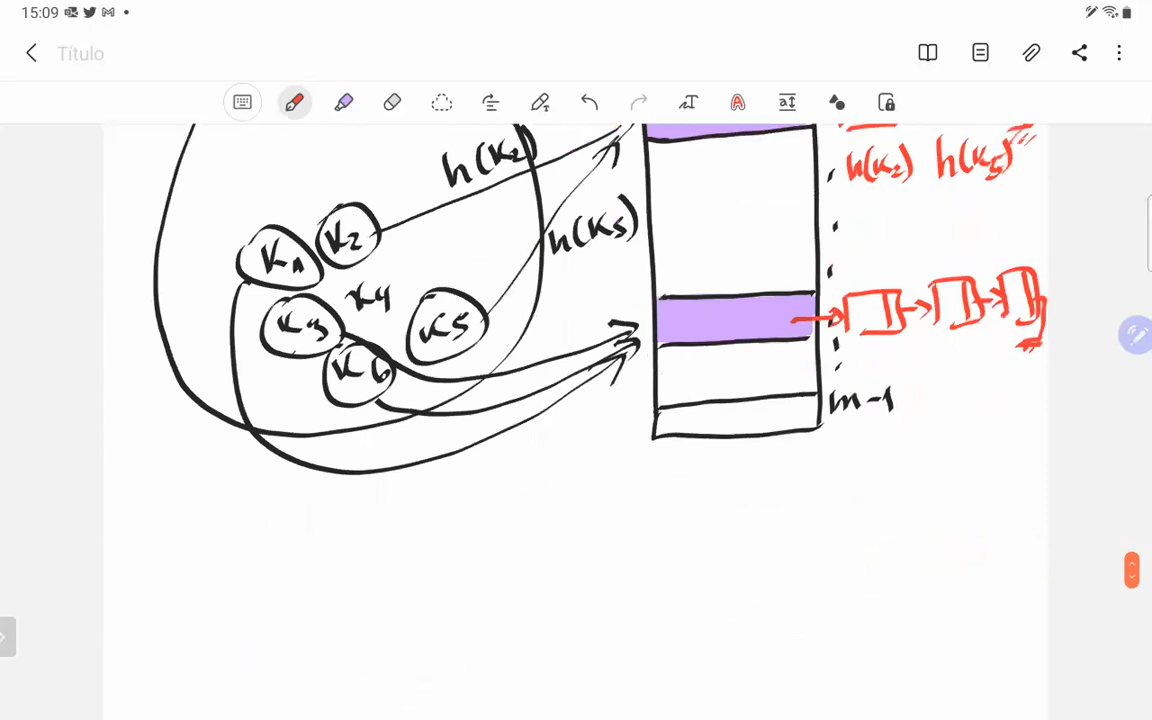 15:09
Título
h(K2)
h(K2) h(K5)
K2
K1
h(K5)
K4
K3 K5
K6
m-1